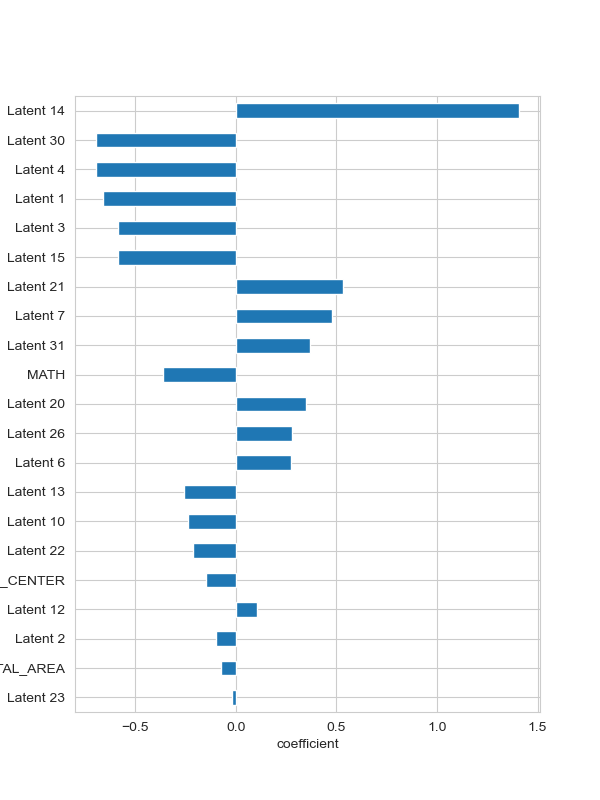 Latent 14
Latent 30
Latent 4
Latent 1
Latent 3
Latent 15
Latent 21
Latent 7
Latent 31
MATH
Latent 20
Latent 26
Latent 6
Latent 13
Latent 10
Latent 22
_CENTER
Latent 12
Latent 2
TAL_AREA
Latent 23
−0.5 0.0 0.5 1.0 1.5
coefficient